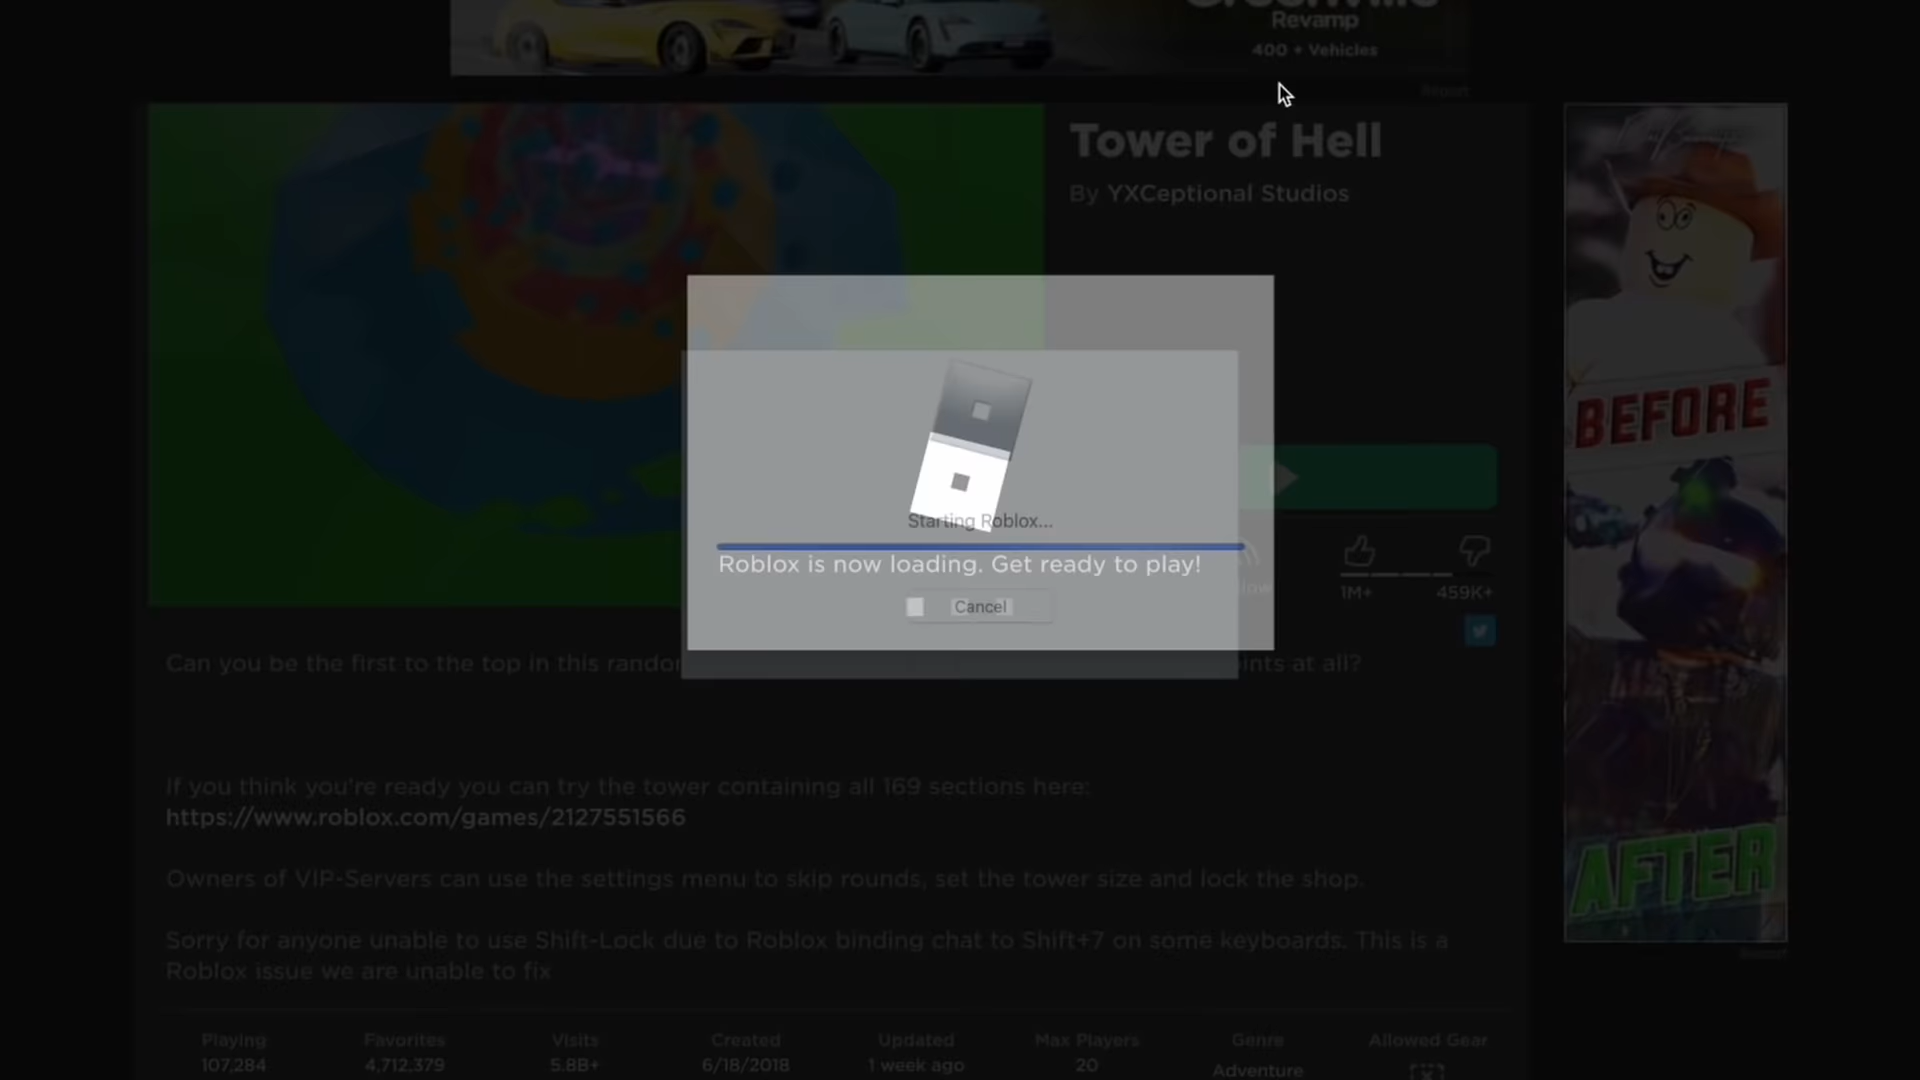 Revamp
400 + Vehicles
Report
Tower of Hell
By YXCeptional Studios
BEFORE
Starting Roblox...
Roblox is now loading. Get ready to play!
Cancel
1M+
459K+
Can you be the first to the top in this at all?
If you think you're ready you can try the tower containing all 169 sections here:
https://www.roblox.com/games/2127551566
AFTER
Owners of VIP-Servers can use the settings menu to skip rounds, set the tower size and lock the shop.
Sorry for anyone unable to use Shift-Lock due to Roblox binding chat to Shift+7 on some keyboards. This is a
Roblox issue we are unable to fix
Report
Playing Favorites Visits Created Updated Max Players Genre Allowed Gear
107,284 4,712,379 5.8B+ 6/18/2018 1 week ago 20 Adventure